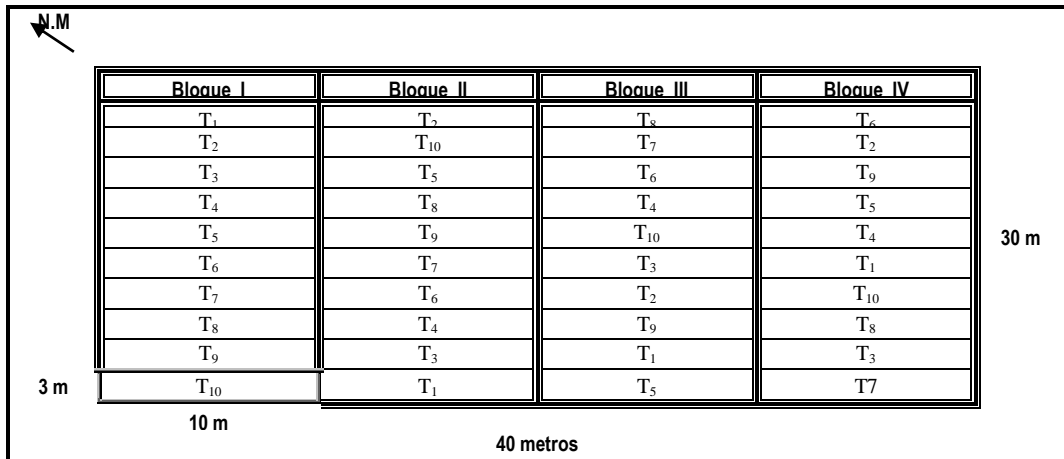 N.M
Bloque I Bloque II Bloque III Bloque IV
T1 T2 T8 T6
T2 T10 T7 T2
T3 T5 T6 T9
T4 T8 T4 T5
T5 T9 T10 T4
30 m
T6 T7 T3 T1
T7 T6 T2 T10
T8 T4 T9 T8
T9 T3 T1 T3
3 m T10 T1 T5 T7
10 m
40 metros